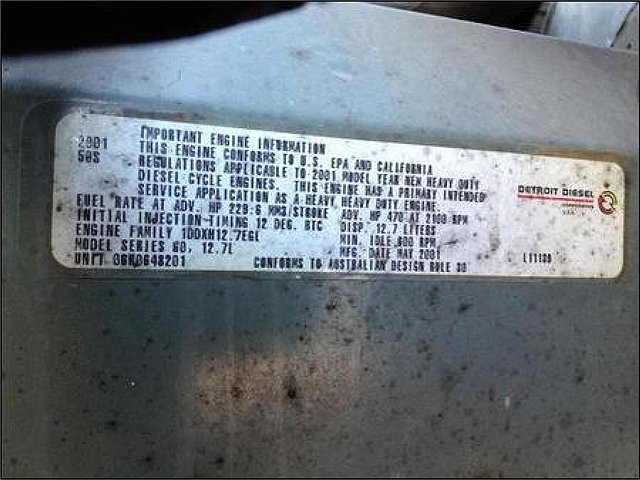 2001 IMPORTANT ENGINE INFORMATION
50S THIS ENGINE CONFORMS TO U.S. EPA AND CALIFORNIA
REGULATIONS APPLICABLE TO 2001 MODEL YEAR NEW HEAVY DUTY
DIESEL CYCLE ENGINES. THIS ENGINE HAS A PRIMARY INTENDED
SERVICE APPLICATION AS A HEAVY, HEAVY DUTY ENGINE
FUEL RATE AT ADV. HP 229.6 MM3/STROKE ADV. HP 470 AT 2100 RPM
INITIAL INJECTION-TIMING 12 DEG. BTC DISP. 12.7 LITERS
ENGINE FAMILY 1DDXH12.7EGL MIN. IDLE 600 RPM
MODEL SERIES 60, 12.7L MFG. DATE MAY 2001
UNIT 06R0648201 CONFORMS TO AUSTRALIAN DESIGN RULE 30
DETROIT DIESEL
CORPORATION